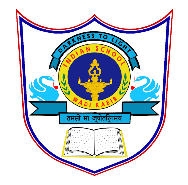 DARKNESS TO LIGHT
INDIAN SCHOOL
WADI KABIR
तमसो मा ज्योतिर्गमय